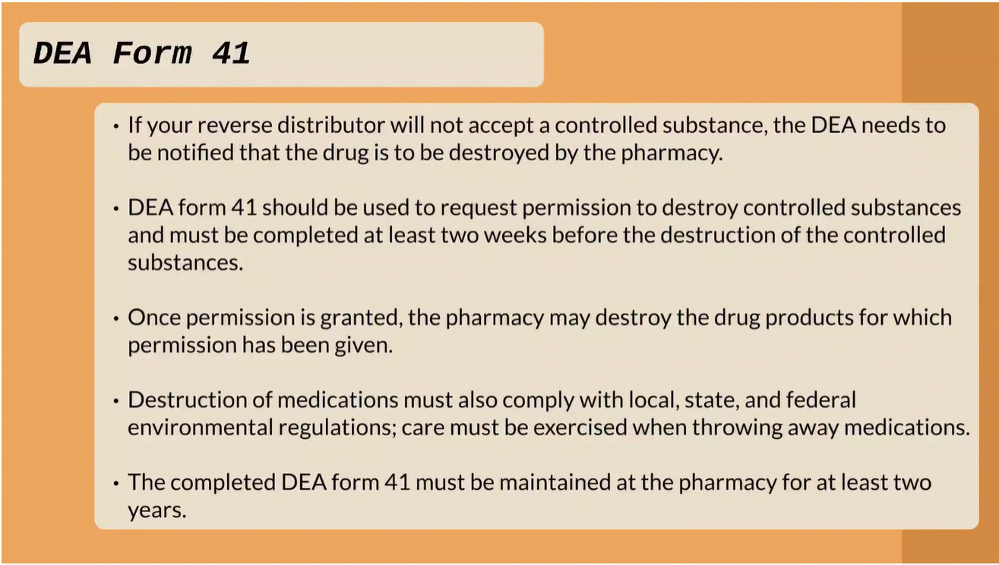 DEA Form 41
• If your reverse distributor will not accept a controlled substance, the DEA needs to
be notified that the drug is to be destroyed by the pharmacy.
• DEA form 41 should be used to request permission to destroy controlled substances
and must be completed at least two weeks before the destruction of the controlled
substances.
• Once permission is granted, the pharmacy may destroy the drug products for which
permission has been given.
• Destruction of medications must also comply with local, state, and federal
environmental regulations; care must be exercised when throwing away medications.
• The completed DEA form 41 must be maintained at the pharmacy for at least two
years.